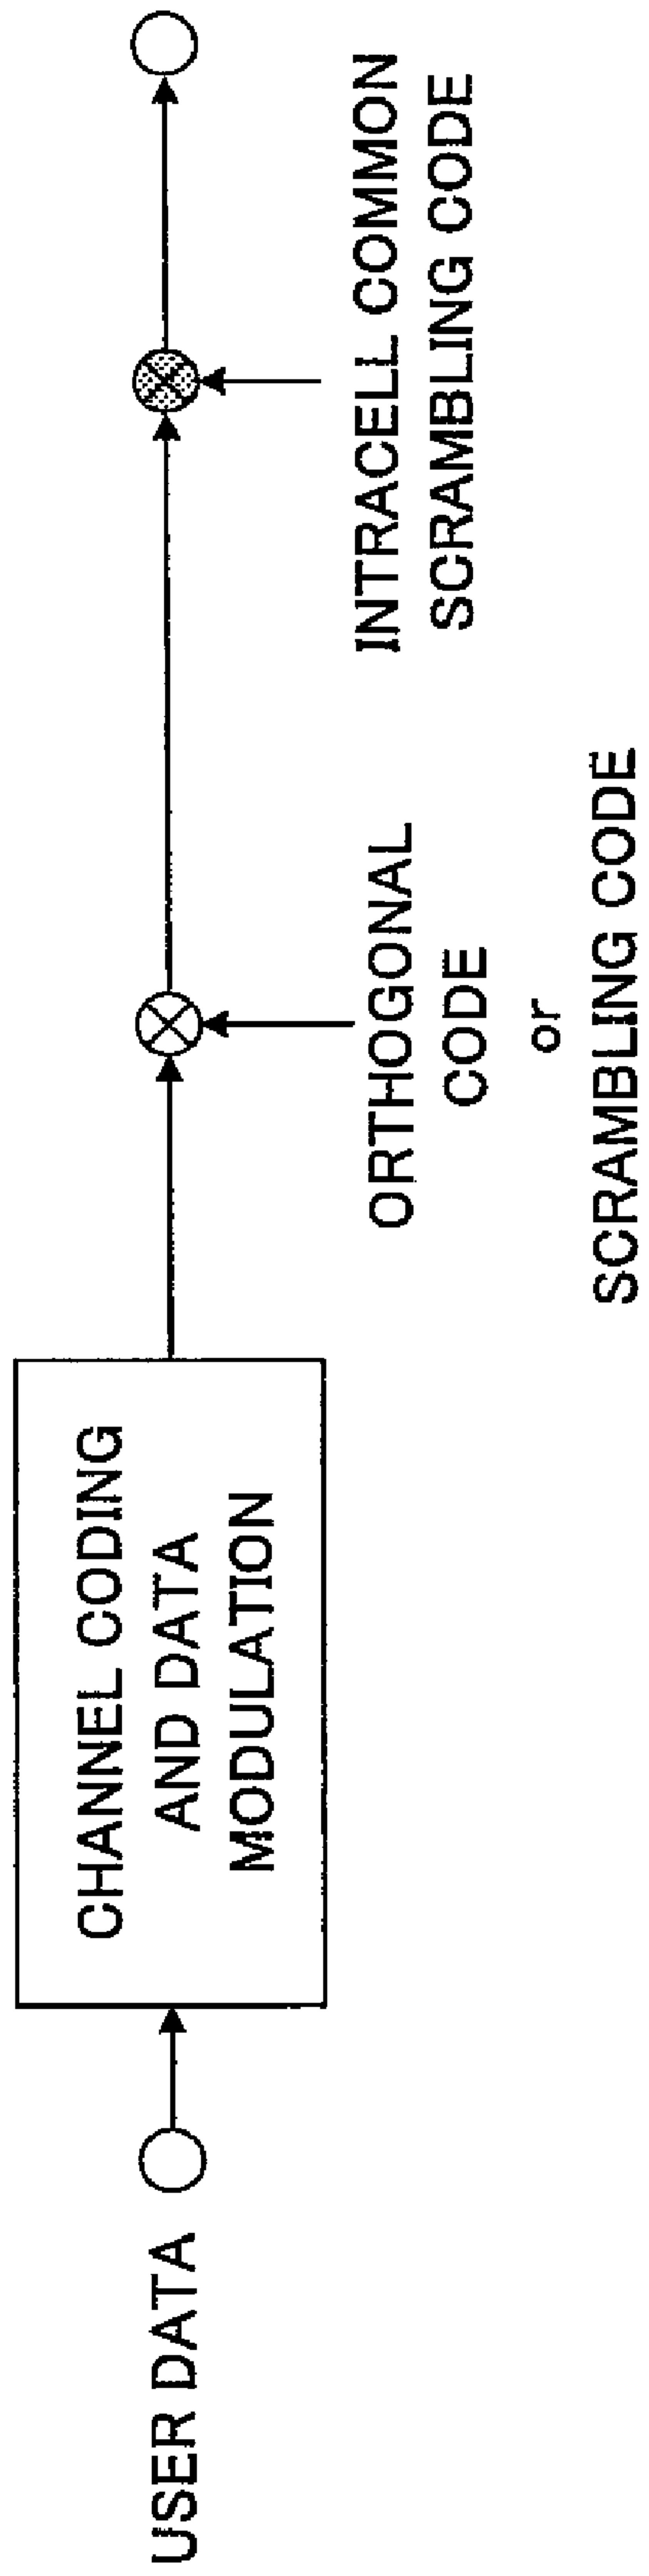 USER DATA
CHANNEL CODING
AND DATA
MODULATION
ORTHOGONAL
CODE
or
SCRAMBLING CODE
INTRACELL COMMON
SCRAMBLING CODE